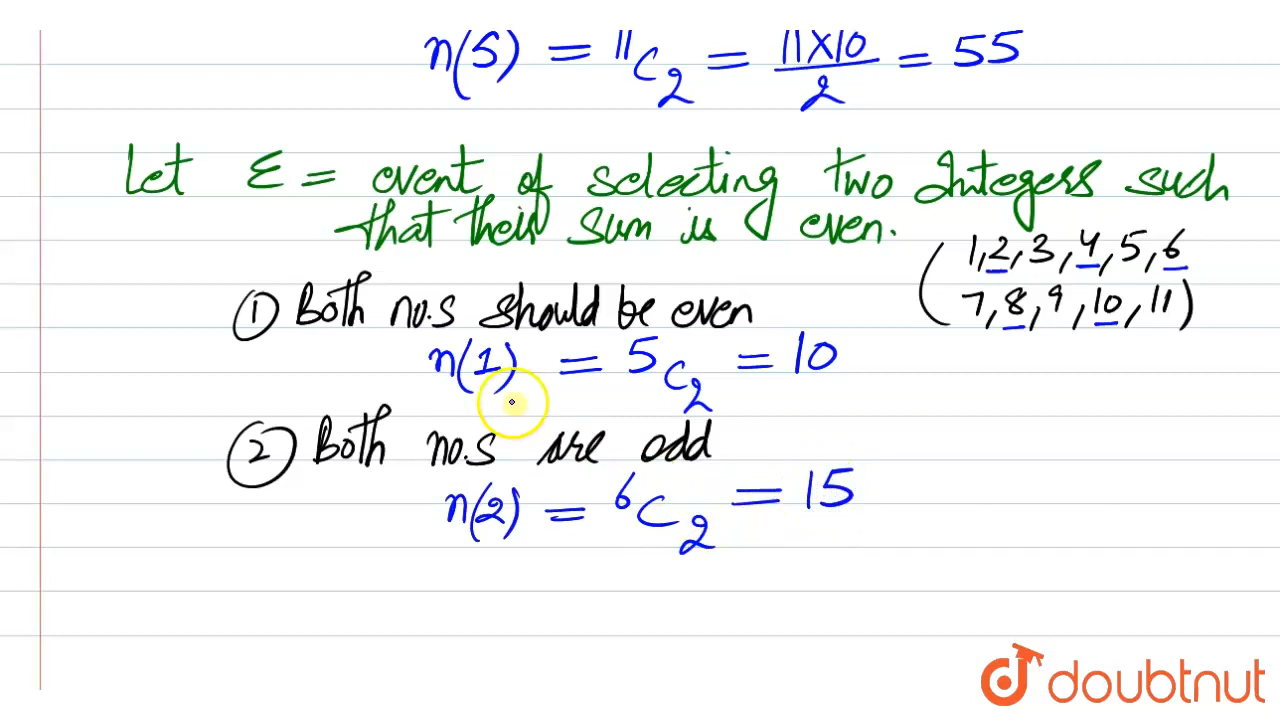 n(S) = ¹¹C₂ = 11×10/2 = 55
Let ε = event of selecting two Integers such
that their sum is even.
(1,2,3,4,5,6
7,8,9,10,11)
① Both no.s should be even
n(1) = 5C₂ = 10
② Both no.s are odd
n(2) = ⁶C₂ = 15
doubtnut